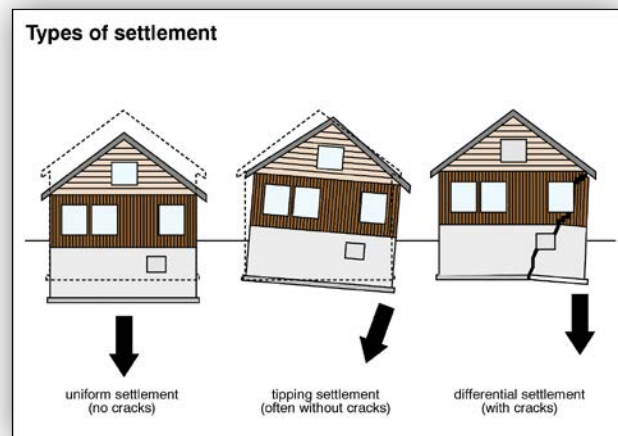 Types of settlement
uniform settlement
(no cracks)
tipping settlement
(often without cracks)
differential settlement
(with cracks)